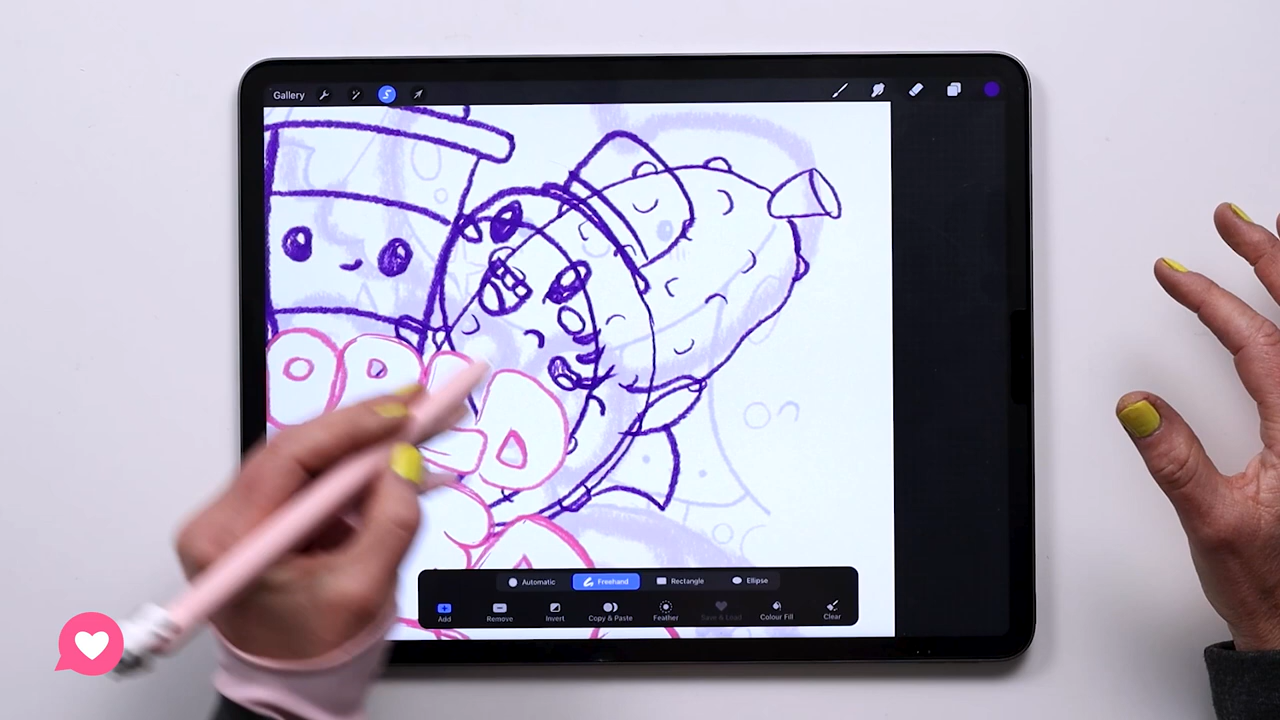 Gallery
Automatic Freehand Rectangle Ellipse
Add Remove Invert Copy & Paste Feather Save & Load Colour Fill Clear